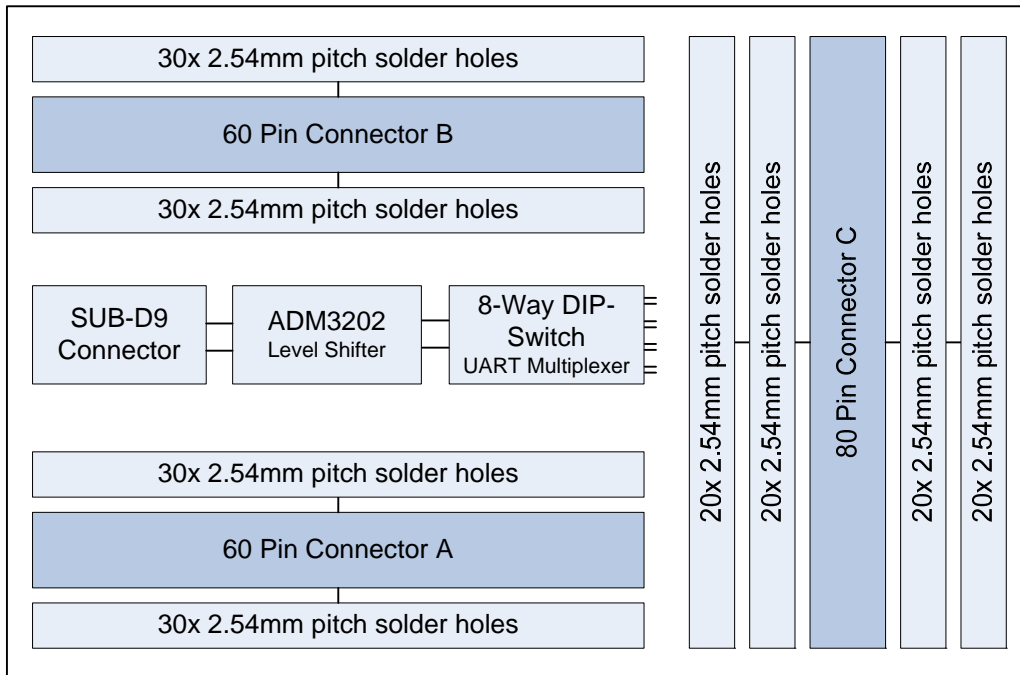 30x 2.54mm pitch solder holes
60 Pin Connector B
30x 2.54mm pitch solder holes
SUB-D9
Connector
ADM3202
Level Shifter
8-Way DIP-
Switch
UART Multiplexer
30x 2.54mm pitch solder holes
60 Pin Connector A
30x 2.54mm pitch solder holes
20x 2.54mm pitch solder holes
20x 2.54mm pitch solder holes
80 Pin Connector C
20x 2.54mm pitch solder holes
20x 2.54mm pitch solder holes